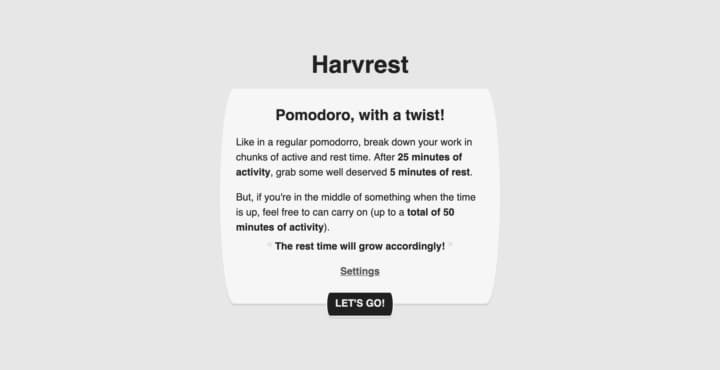 Harvrest
Pomodoro, with a twist!
Like in a regular pomodorro, break down your work in
chunks of active and rest time. After 25 minutes of
activity, grab some well deserved 5 minutes of rest.
But, if you're in the middle of something when the time
is up, feel free to can carry on (up to a total of 50
minutes of activity).
The rest time will grow accordingly!
Settings
LET'S GO!